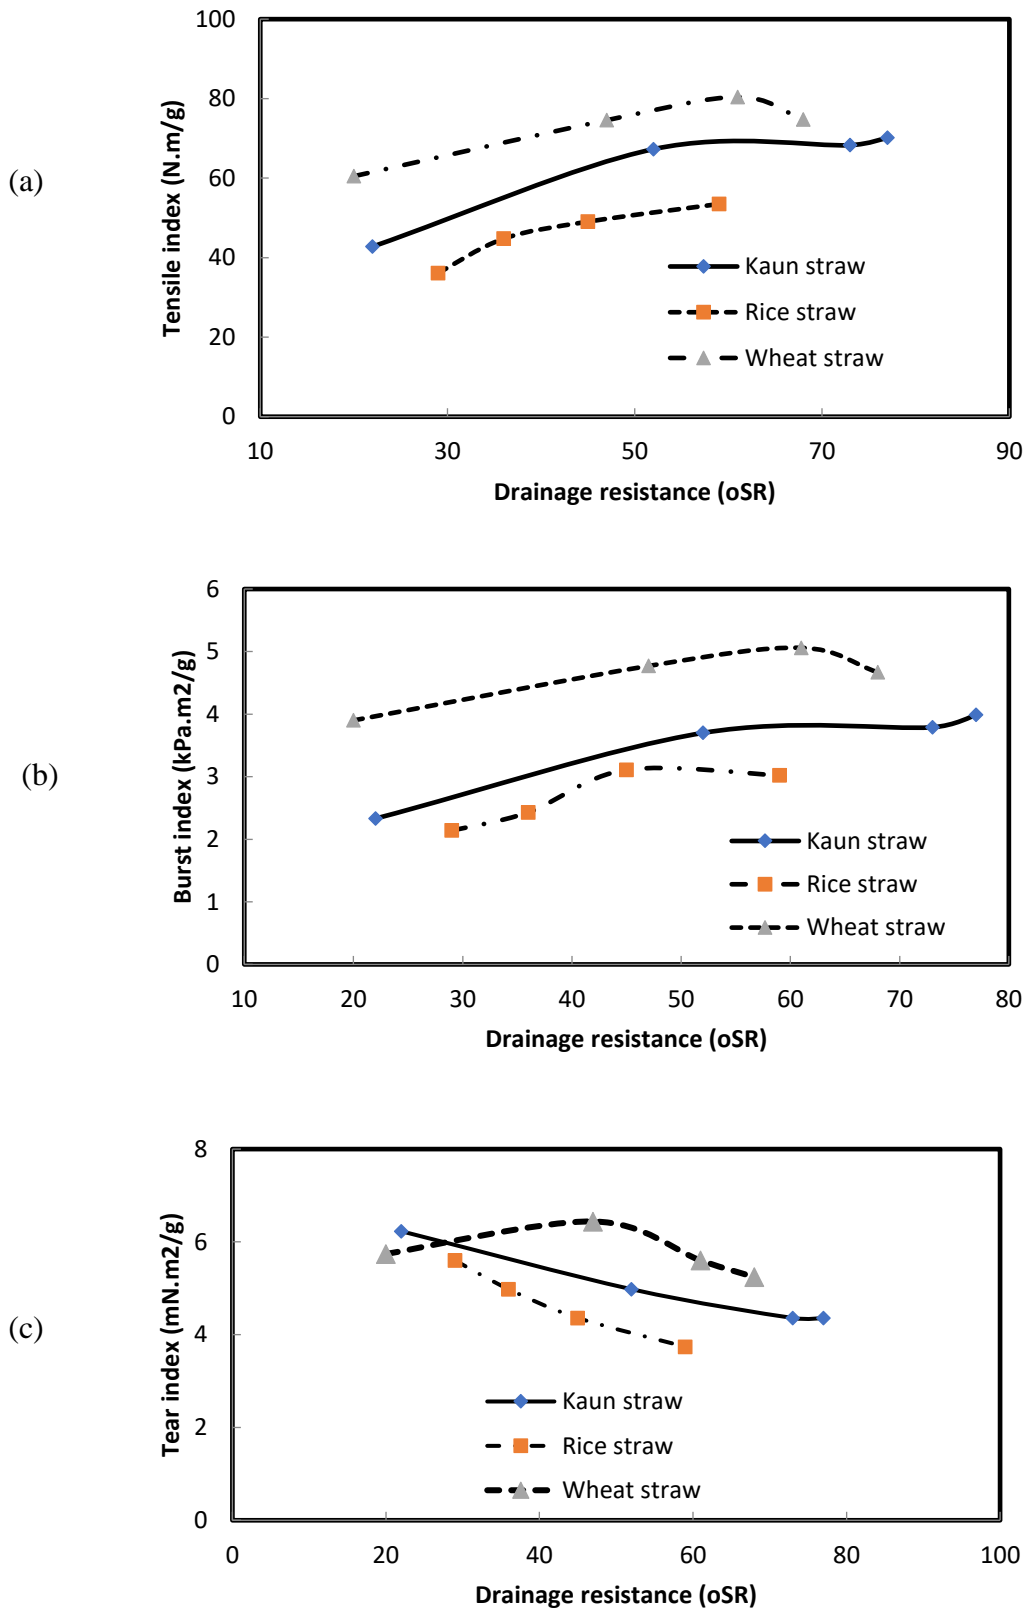 (a)
Tensile index (N.m/g)
100
80
60
40
20
0
Kaun straw
Rice straw
Wheat straw
10 30 50 70 90
Drainage resistance (oSR)
(b)
Burst index (kPa.m2/g)
6
5
4
3
2
1
0
Kaun straw
Rice straw
Wheat straw
10 20 30 40 50 60 70 80
Drainage resistance (oSR)
(c)
Tear index (mN.m2/g)
8
6
4
2
0
Kaun straw
Rice straw
Wheat straw
0 20 40 60 80 100
Drainage resistance (oSR)